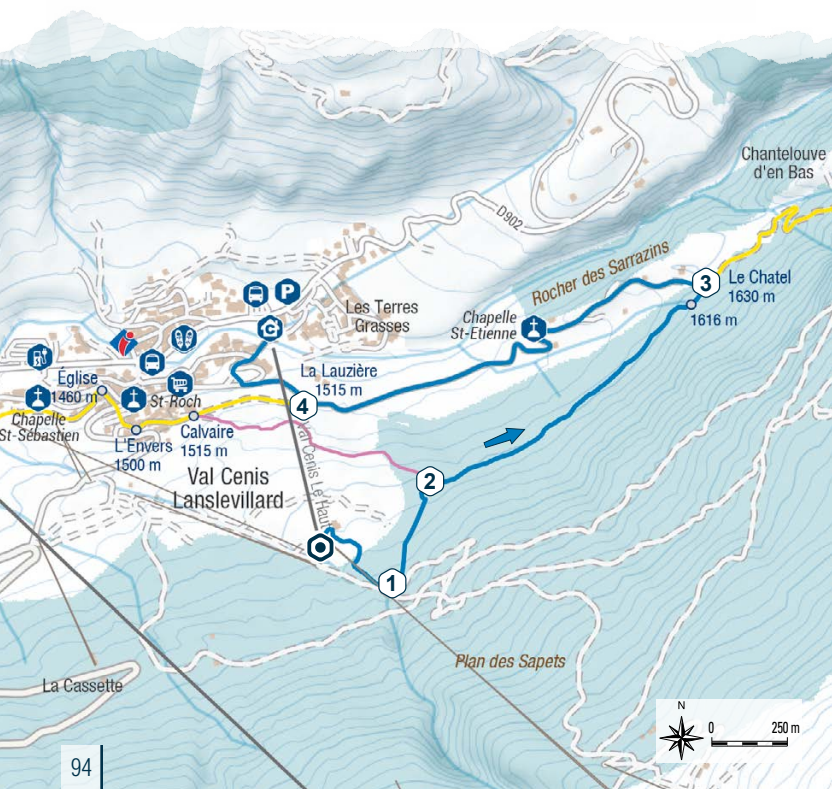 Chantelouve
d'en Bas
D902
Rocher des Sarrazins
3
Le Chatel
1630 m
1616 m
P
Les Terres
Grasses
Chapelle
St-Etienne
G
i
La Lauzière
1515 m
Église
1460 m
St-Roch
4
Chapelle
St-Sébastien
L'Envers
1500 m
Calvaire
1515 m
Val Cenis
Lanslevillard
Val Cenis Le Haut
2
1
Plan des Sapets
La Cassette
N
0 250 m
94